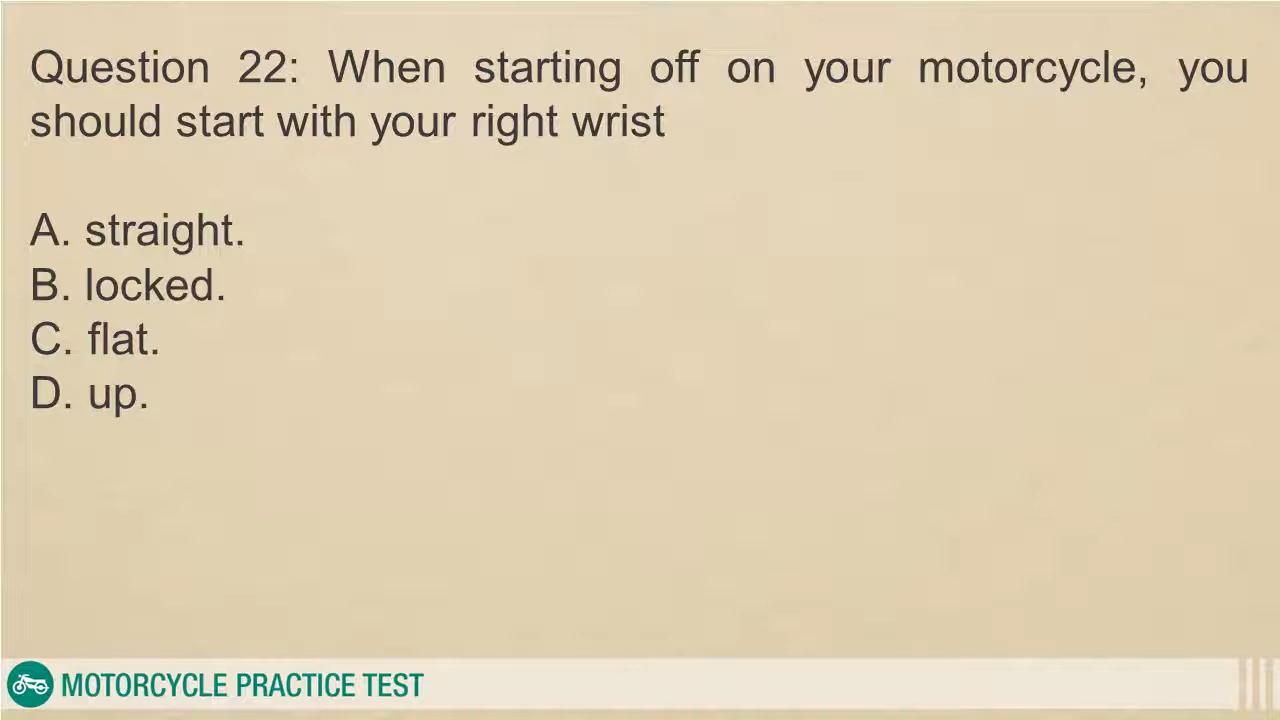 Question 22: When starting off on your motorcycle, you
should start with your right wrist
A. straight.
B. locked.
C. flat.
D. up.
MOTORCYCLE PRACTICE TEST